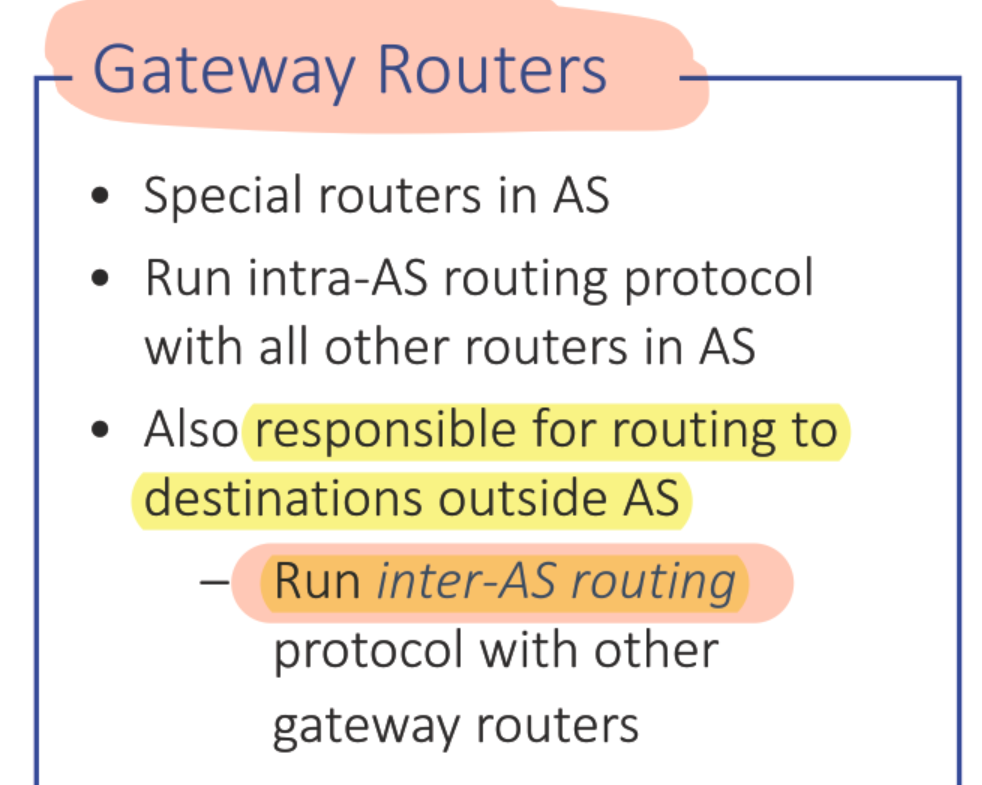 Gateway Routers
• Special routers in AS
• Run intra-AS routing protocol
with all other routers in AS
• Also responsible for routing to
destinations outside AS
– Run inter-AS routing
protocol with other
gateway routers